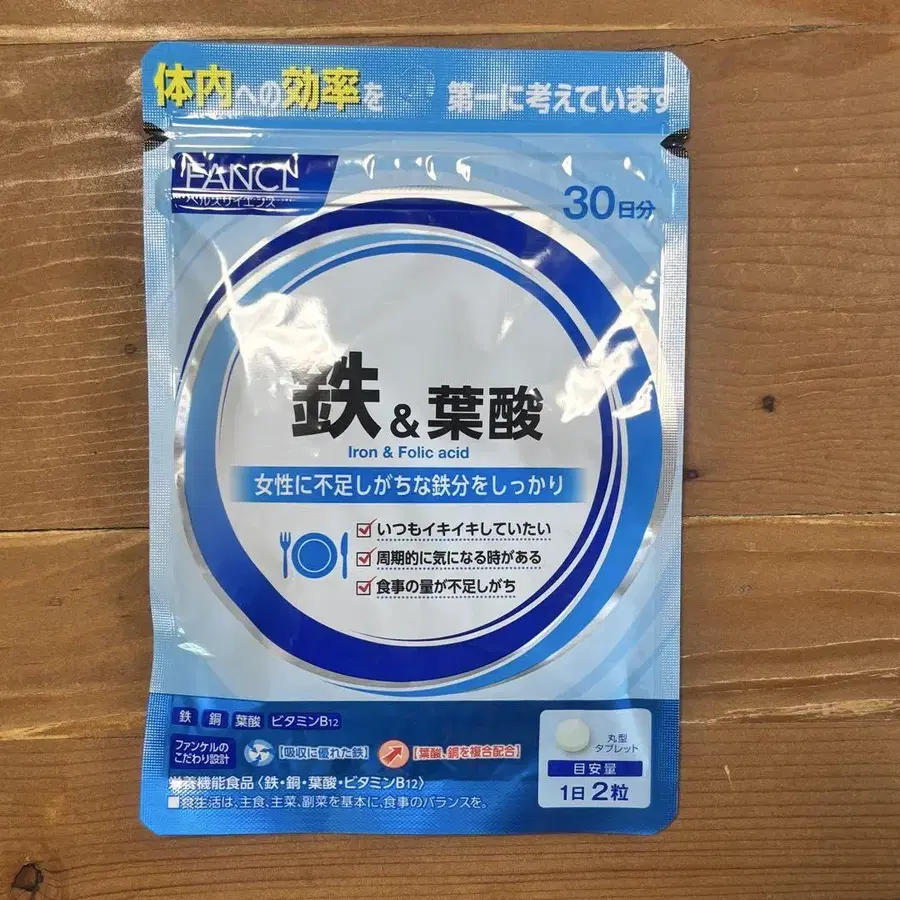 体内への効率を 第一に考えています
FANCL
ヘルスサイエンス
30日分
鉄&葉酸
Iron & Folic acid
女性に不足しがちな鉄分をしっかり
いつもイキイキしていたい
周期的に気になる時がある
食事の量が不足しがち
鉄 銅 葉酸 ビタミンB12
ファンケルの
こだわり設計
【吸収に優れた鉄】
【葉酸、銅を複合配合】
栄養機能食品〈鉄・銅・葉酸・ビタミンB12〉
■食生活は、主食、主菜、副菜を基本に、食事のバランスを。
丸型
タブレット
目安量
1日2粒